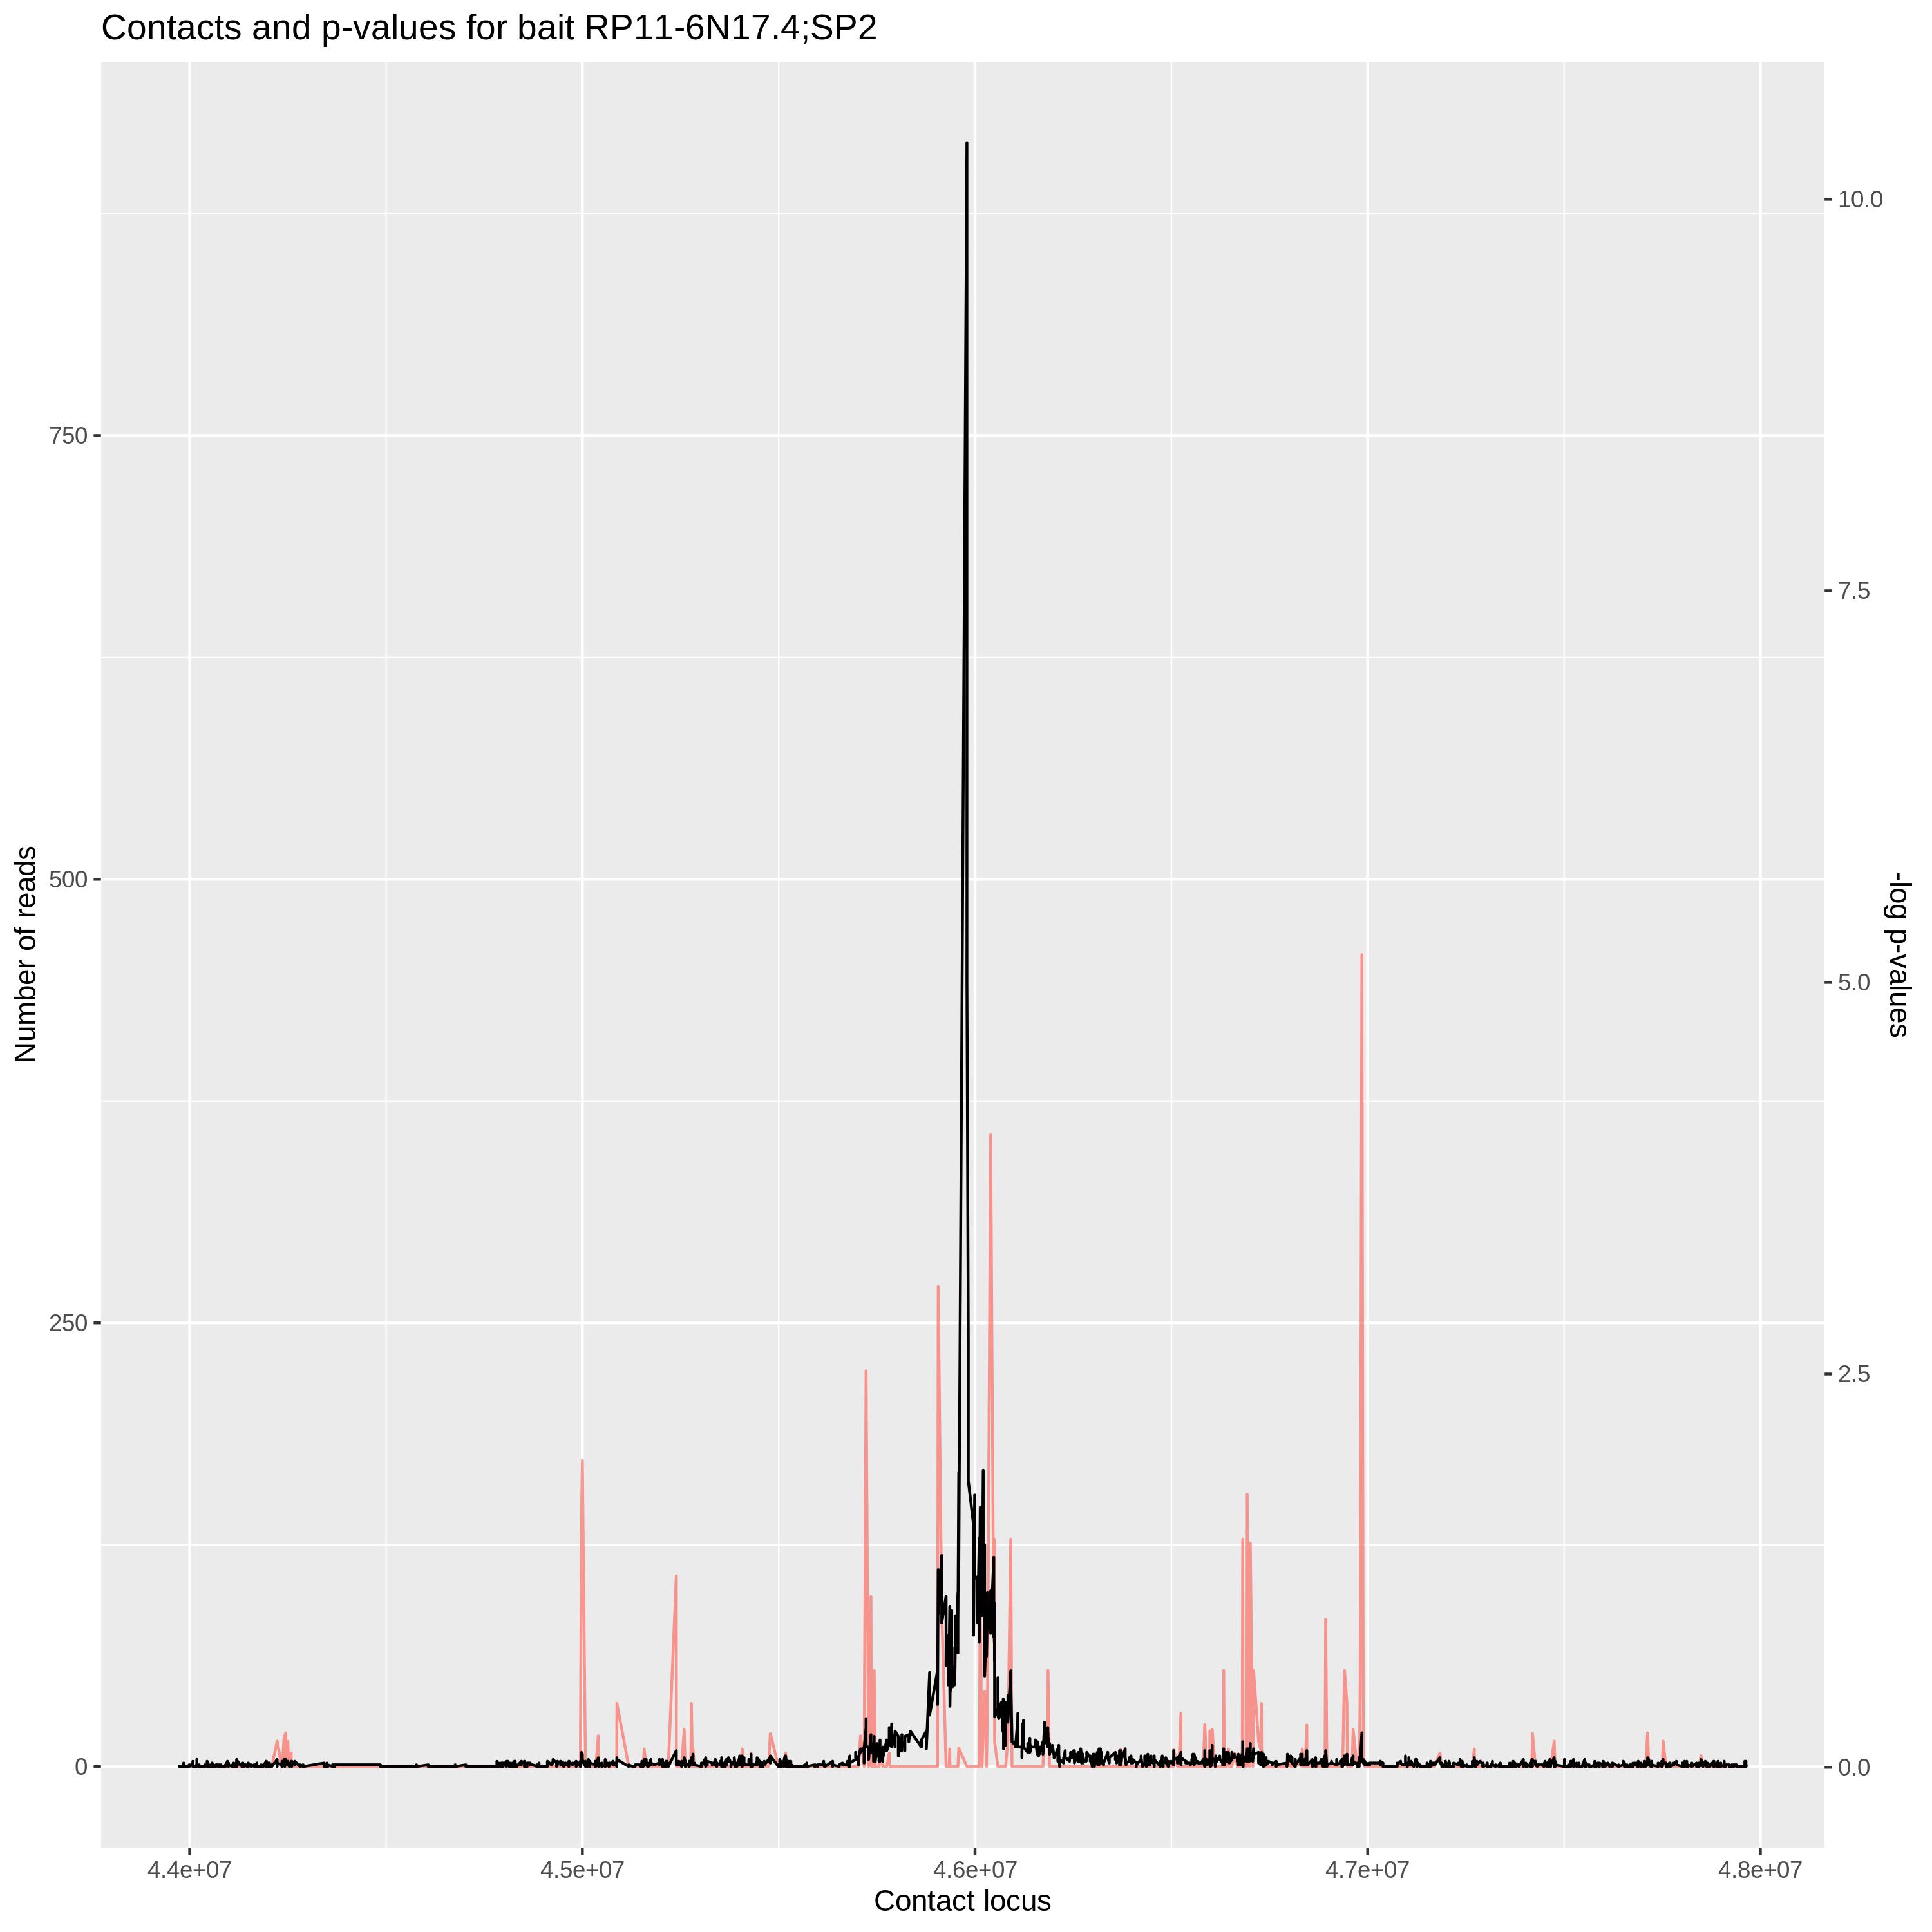 Contacts and p-values for bait RP11-6N17.4;SP2
Number of reads
750
500
250
0
10.0
7.5
5.0
2.5
0.0
-log p-values
4.4e+07 4.5e+07 4.6e+07 4.7e+07 4.8e+07
Contact locus